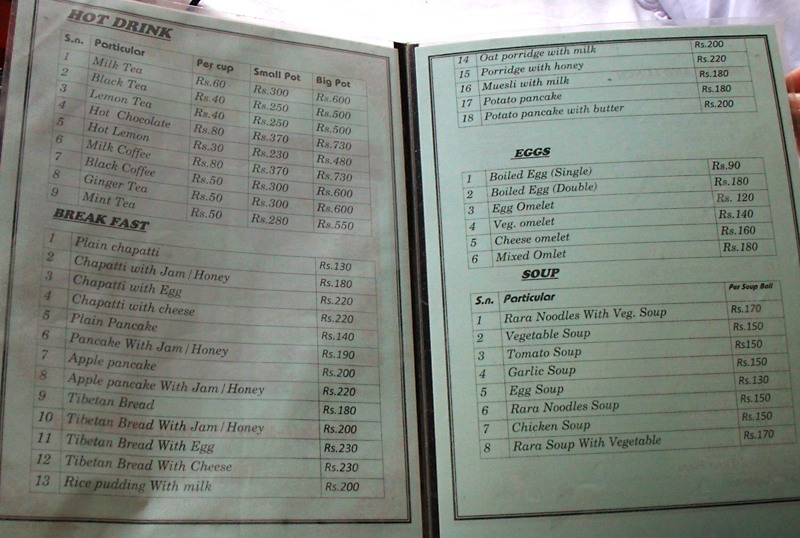 HOT DRINK
S.n. Particular Per cup Small Pot Big Pot
1 Milk Tea Rs.60 Rs.300 Rs.600
2 Black Tea Rs.40 Rs.250 Rs.500
3 Lemon Tea Rs.40 Rs.250 Rs.500
4 Hot Chocolate Rs.80 Rs.370 Rs.730
5 Hot Lemon Rs.30 Rs.230 Rs.480
6 Milk Coffee Rs.80 Rs.370 Rs.730
7 Black Coffee Rs.50 Rs.300 Rs.600
8 Ginger Tea Rs.50 Rs.300 Rs.600
9 Mint Tea Rs.50 Rs.280 Rs.550
BREAK FAST
1 Plain chapatti Rs.130
2 Chapatti with Jam/Honey Rs.180
3 Chapatti with Egg Rs.220
4 Chapatti with cheese Rs.220
5 Plain Pancake Rs.140
6 Pancake With Jam/Honey Rs.190
7 Apple pancake Rs.200
8 Apple pancake With Jam/Honey Rs.220
9 Tibetan Bread Rs.180
10 Tibetan Bread With Jam/Honey Rs.200
11 Tibetan Bread With Egg Rs.230
12 Tibetan Bread With Cheese Rs.230
13 Rice pudding With milk Rs.200
14 Oat porridge with milk Rs.200
15 Porridge with honey Rs.220
16 Muesli with milk Rs.180
17 Potato pancake Rs.180
18 Potato pancake with butter Rs.200
EGGS
1 Boiled Egg (Single) Rs.90
2 Boiled Egg (Double) Rs.180
3 Egg Omelet Rs. 120
4 Veg. omelet Rs.140
5 Cheese omelet Rs.160
6 Mixed Omlet Rs.180
SOUP
S.n. Particular Per Soup Ball
1 Rara Noodles With Veg. Soup Rs.170
2 Vegetable Soup Rs.150
3 Tomato Soup Rs150
4 Garlic Soup Rs.150
5 Egg Soup Rs.130
6 Rara Noodles Soup Rs.150
7 Chicken Soup Rs.150
8 Rara Soup With Vegetable Rs.170